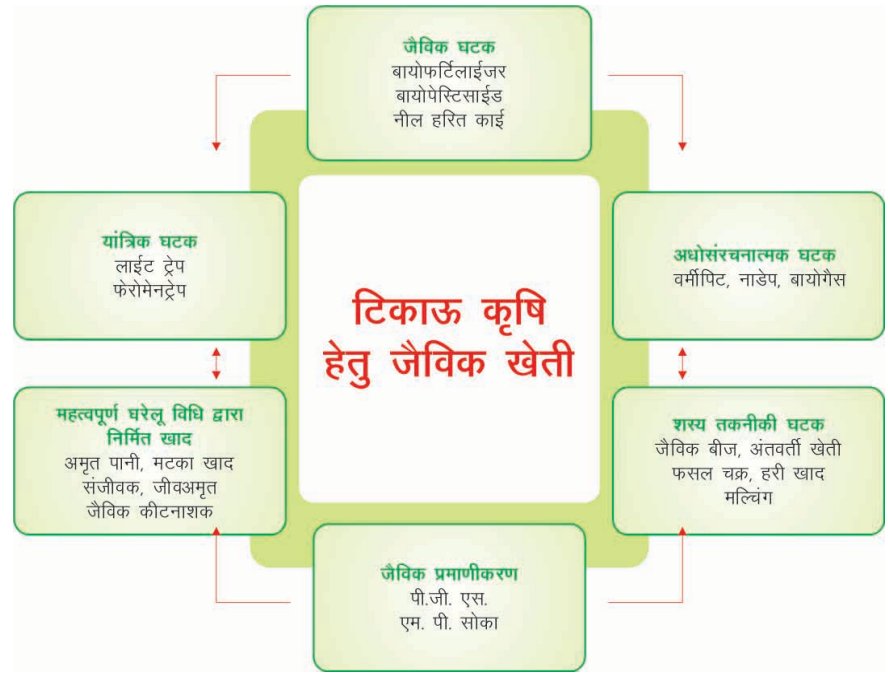 जैविक घटक
बायोफर्टिलाईजर
बायोपेस्टिसाईड
नील हरित काई
यांत्रिक घटक
लाईट ट्रेप
फेरोमेनट्रेप
अधोसंरचनात्मक घटक
वर्मीपिट, नाडेप, बायोगैस
टिकाऊ कृषि
हेतु जैविक खेती
महत्वपूर्ण घरेलू विधि द्वारा
निर्मित खाद
अमृत पानी, मटका खाद
संजीवक, जीवअमृत
जैविक कीटनाशक
शस्य तकनीकी घटक
जैविक बीज, अंतवर्ती खेती
फसल चक्र, हरी खाद
मल्चिंग
जैविक प्रमाणीकरण
पी.जी. एस.
एम. पी. सोका